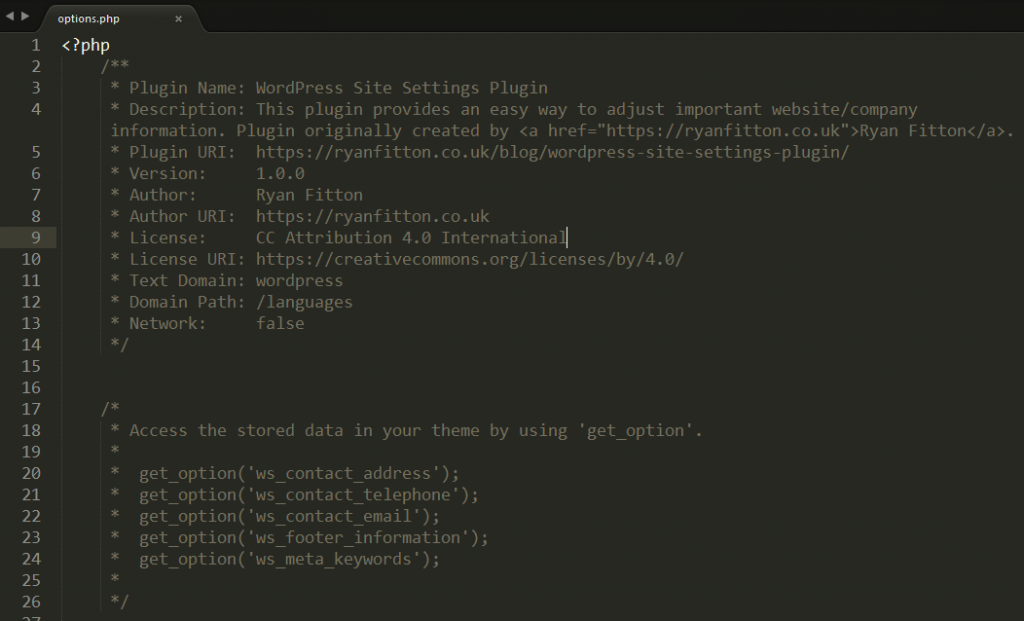 options.php ×
1 <?php
2 /**
3 * Plugin Name: WordPress Site Settings Plugin
4 * Description: This plugin provides an easy way to adjust important website/company
information. Plugin originally created by <a href="https://ryanfitton.co.uk">Ryan Fitton</a>.
5 * Plugin URI: https://ryanfitton.co.uk/blog/wordpress-site-settings-plugin/
6 * Version: 1.0.0
7 * Author: Ryan Fitton
8 * Author URI: https://ryanfitton.co.uk
9 * License: CC Attribution 4.0 International
10 * License URI: https://creativecommons.org/licenses/by/4.0/
11 * Text Domain: wordpress
12 * Domain Path: /languages
13 * Network: false
14 */
15
16
17 /*
18 * Access the stored data in your theme by using 'get_option'.
19 *
20 * get_option('ws_contact_address');
21 * get_option('ws_contact_telephone');
22 * get_option('ws_contact_email');
23 * get_option('ws_footer_information');
24 * get_option('ws_meta_keywords');
25 *
26 */
27